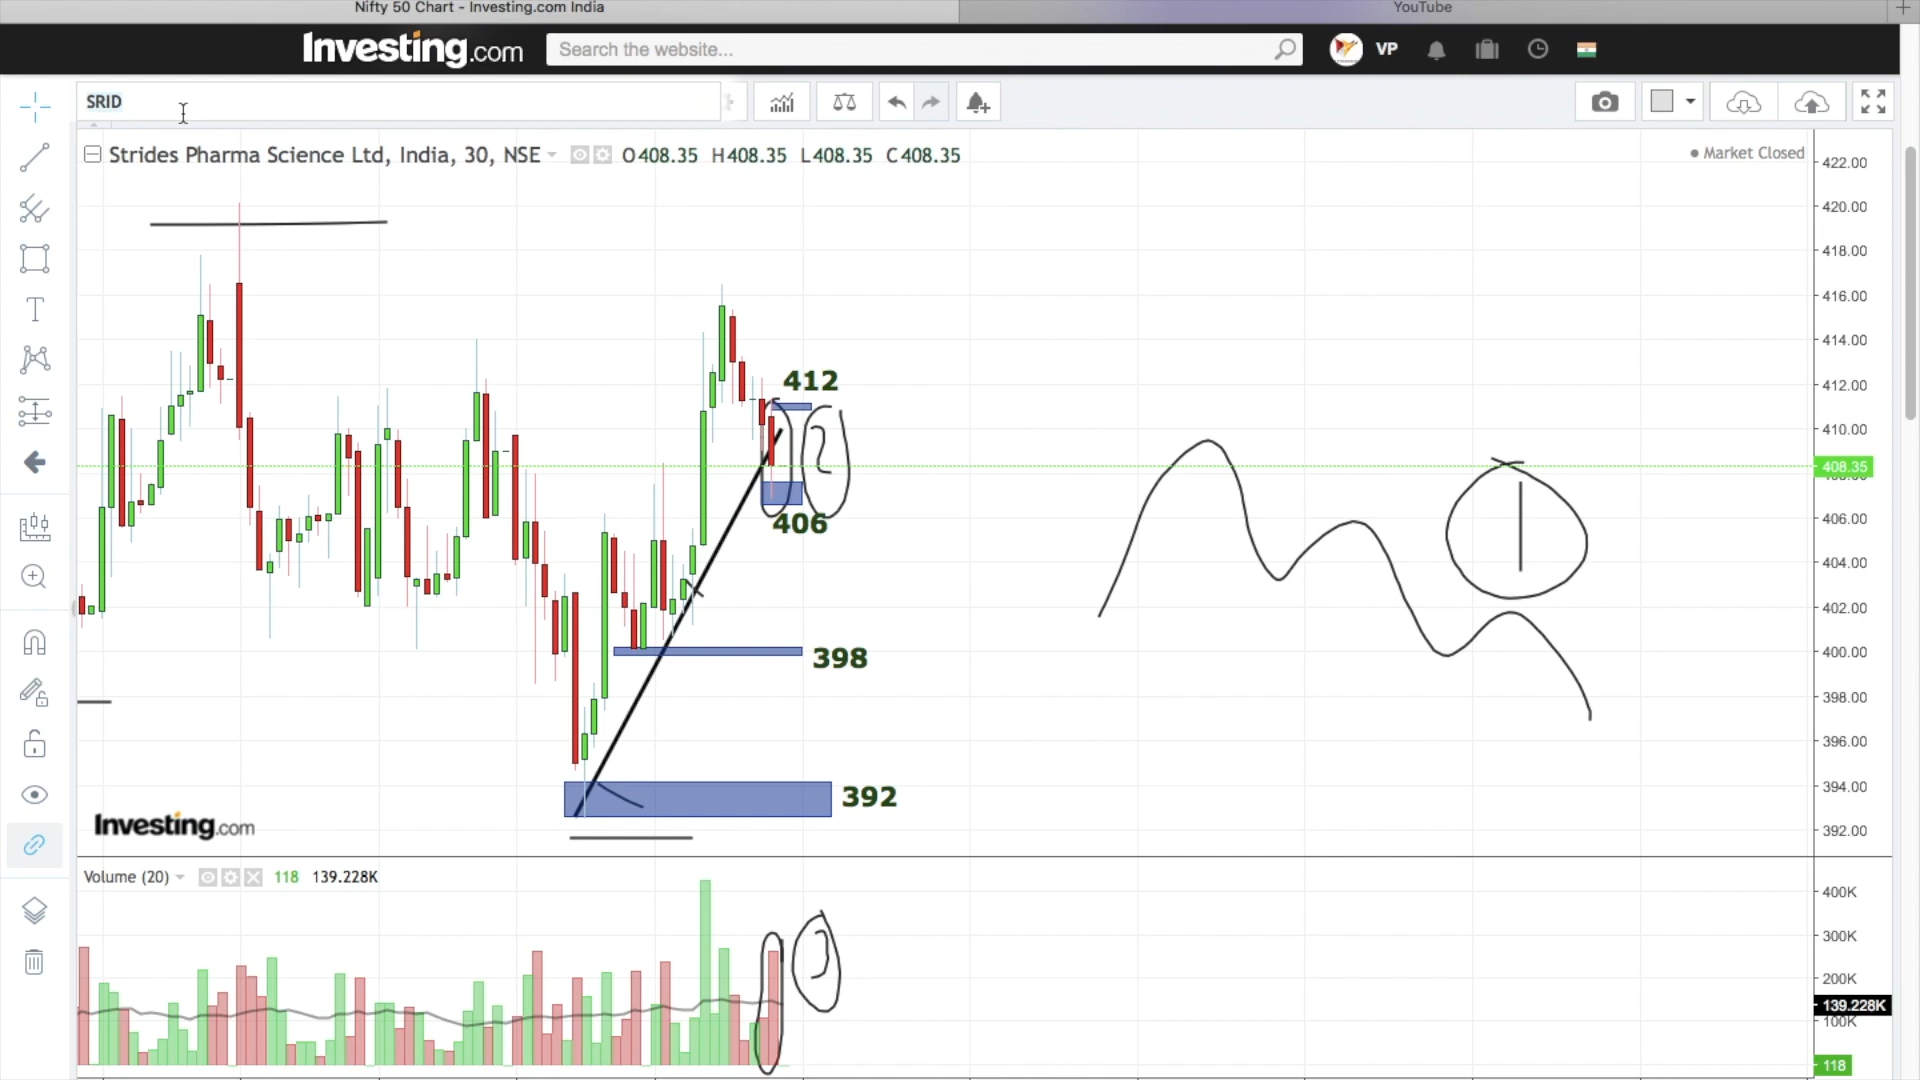 Nifty 50 Chart - Investing.com India
YouTube
Investing.com
Search the website...
VP
SRID
Strides Pharma Science Ltd, India, 30, NSE
O408.35 H408.35 L408.35 C408.35
Market Closed
422.00
420.00
418.00
416.00
414.00
412.00
410.00
408.35
406.00
404.00
402.00
400.00
398.00
396.00
394.00
392.00
412
406
398
392
1
2
3
Investing.com
Volume (20)
118 139.228K
400K
300K
200K
139.228K
100K
118